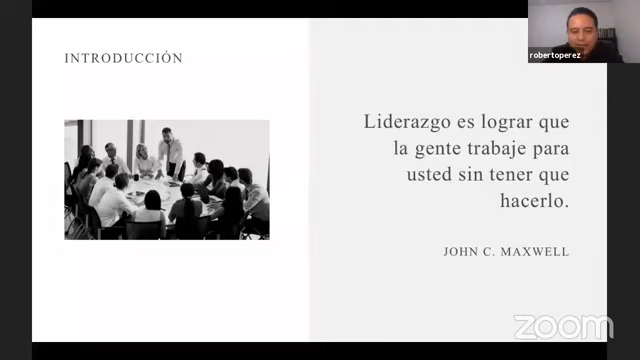 INTRODUCCIÓN
robertoperez
Liderazgo es lograr que
la gente trabaje para
usted sin tener que
hacerlo.
JOHN C. MAXWELL
zoom